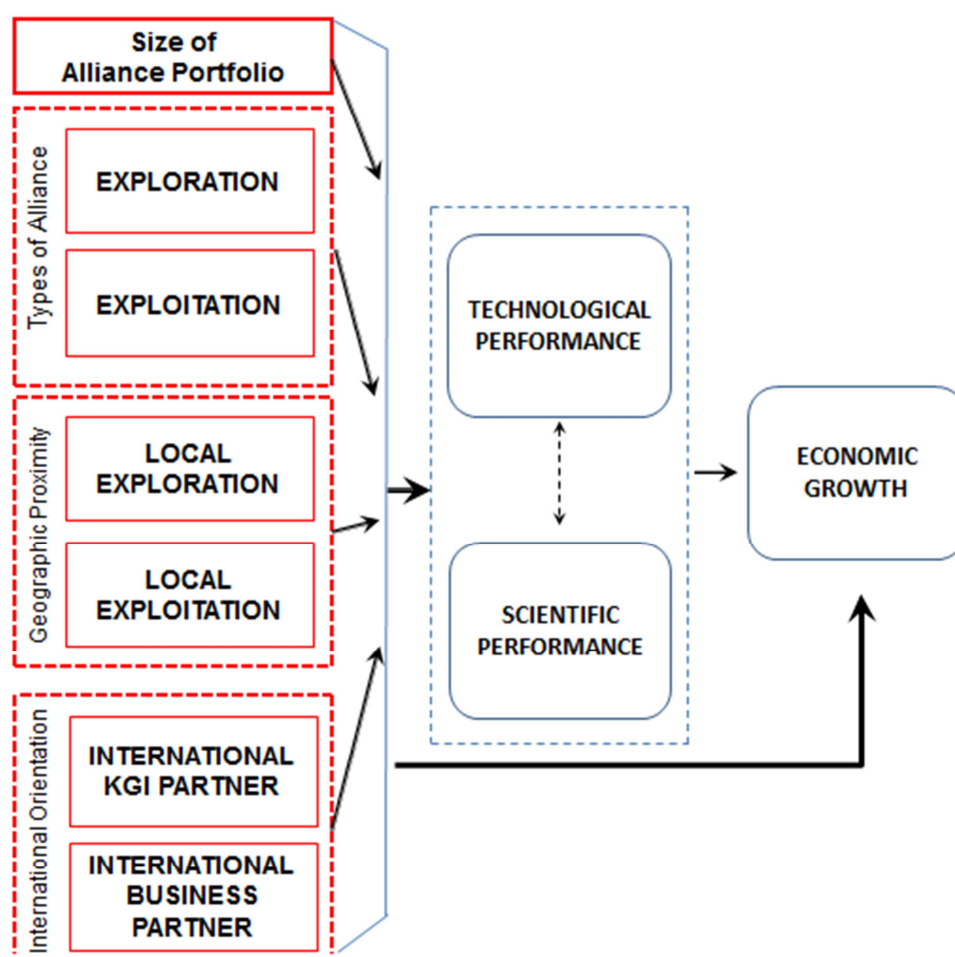 Size of
Alliance Portfolio
Types of Alliance
EXPLORATION
EXPLOITATION
Geographic Proximity
LOCAL
EXPLORATION
LOCAL
EXPLOITATION
International Orientation
INTERNATIONAL
KGI PARTNER
INTERNATIONAL
BUSINESS
PARTNER
TECHNOLOGICAL
PERFORMANCE
SCIENTIFIC
PERFORMANCE
ECONOMIC
GROWTH